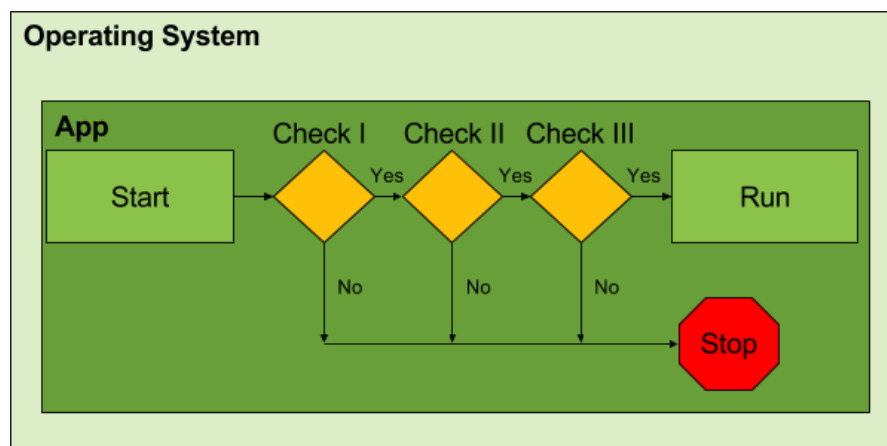 Operating System
App
Check I
Check II
Check III
Start
Yes
Yes
Yes
Run
No
No
No
Stop